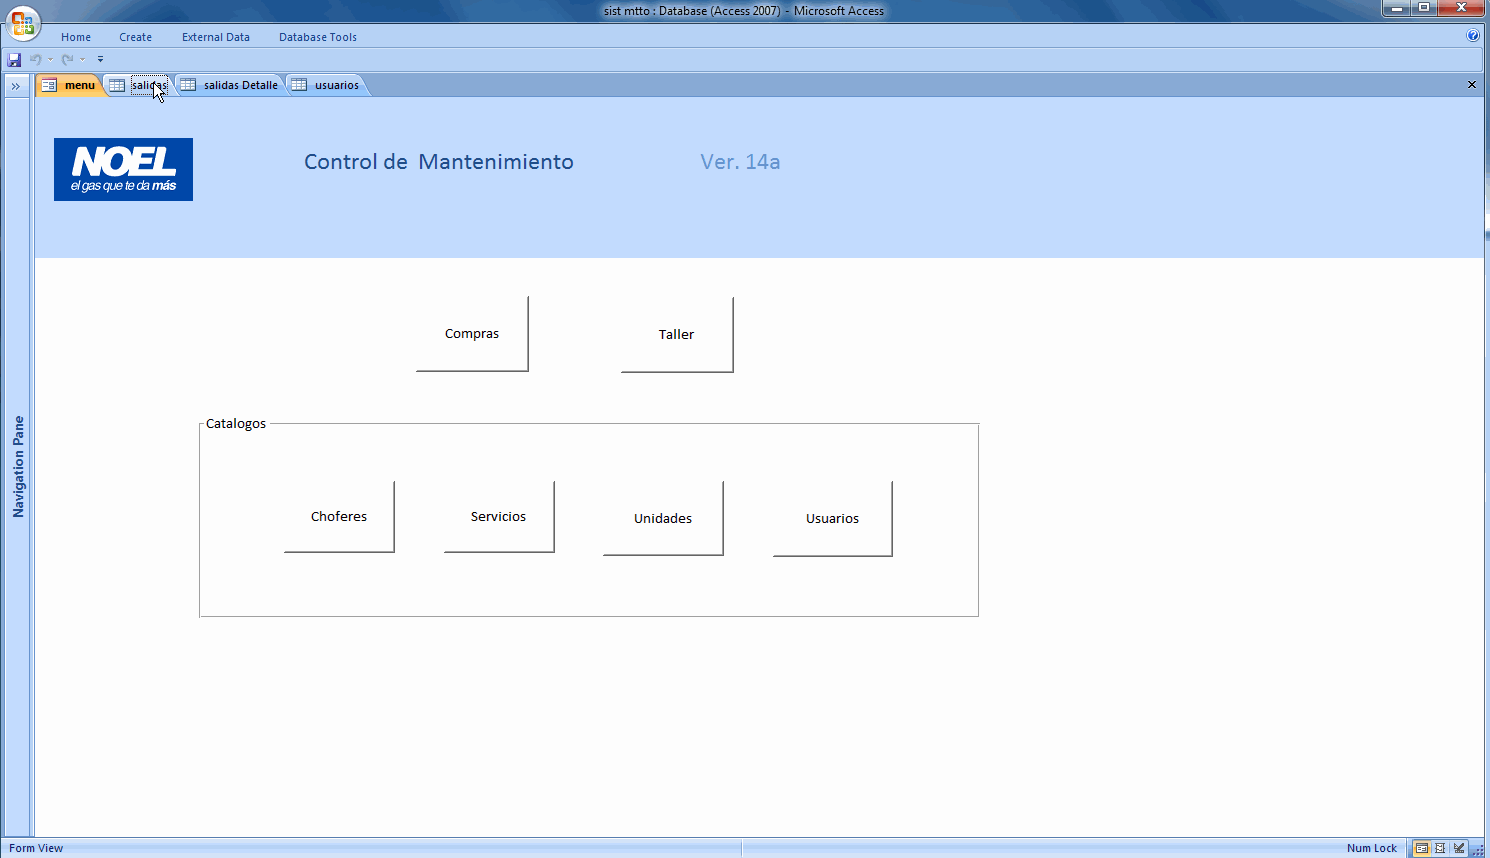 sist mtto : Database (Access 2007) - Microsoft Access
Home Create External Data Database Tools
menu salidas salidas Detalle usuarios
NOEL
el gas que te da más
Control de Mantenimiento Ver. 14a
Compras Taller
Catalogos
Choferes Servicios Unidades Usuarios
Navigation Pane
Form View Num Lock